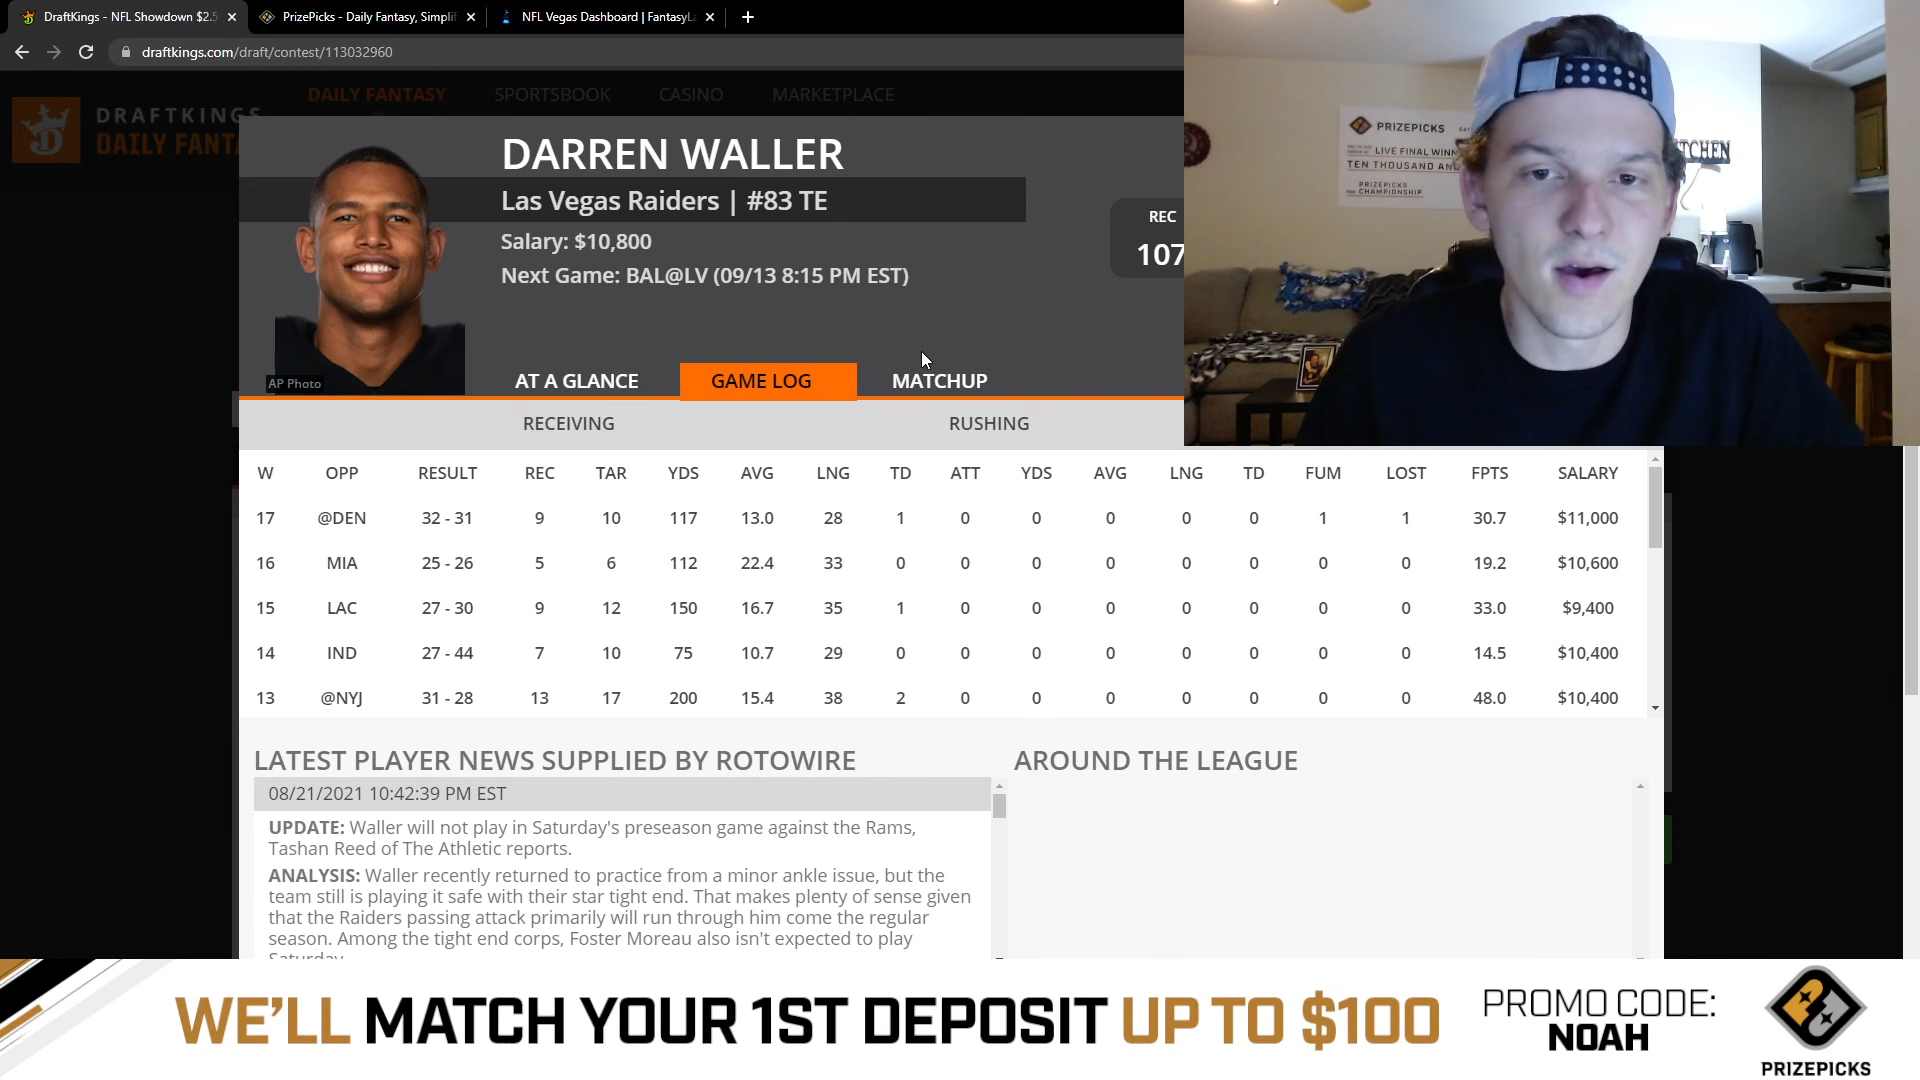 DraftKings - NFL Showdown $2.5
PrizePicks - Daily Fantasy, Simplif
NFL Vegas Dashboard | FantasyLa
draftkings.com/draft/contest/113032960
DRAFTKINGS
DAILY FANTA
DAILY FANTASY
SPORTSBOOK
CASINO
MARKETPLACE
DARREN WALLER
Las Vegas Raiders | #83 TE
Salary: $10,800
Next Game: BAL@LV (09/13 8:15 PM EST)
REC
107
AP Photo
AT A GLANCE GAME LOG MATCHUP
RECEIVING RUSHING
W OPP RESULT REC TAR YDS AVG LNG TD ATT YDS AVG LNG TD FUM LOST FPTS SALARY
17 @DEN 32 - 31 9 10 117 13.0 28 1 0 0 0 0 0 1 1 30.7 $11,000
16 MIA 25 - 26 5 6 112 22.4 33 0 0 0 0 0 0 0 0 19.2 $10,600
15 LAC 27 - 30 9 12 150 16.7 35 1 0 0 0 0 0 0 0 33.0 $9,400
14 IND 27 - 44 7 10 75 10.7 29 0 0 0 0 0 0 0 0 14.5 $10,400
13 @NYJ 31 - 28 13 17 200 15.4 38 2 0 0 0 0 0 0 0 48.0 $10,400
LATEST PLAYER NEWS SUPPLIED BY ROTOWIRE
08/21/2021 10:42:39 PM EST
UPDATE: Waller will not play in Saturday's preseason game against the Rams,
Tashan Reed of The Athletic reports.
ANALYSIS: Waller recently returned to practice from a minor ankle issue, but the
team still is playing it safe with their star tight end. That makes plenty of sense given
that the Raiders passing attack primarily will run through him come the regular
season. Among the tight end corps, Foster Moreau also isn't expected to play
Saturday.
AROUND THE LEAGUE
PRIZEPICKS
LIVE FINAL WINN
TEN THOUSAND AN
PRIZEPICKS
CHAMPIONSHIP
TCHEN
WE'LL MATCH YOUR 1ST DEPOSIT UP TO $100
PROMO CODE:
NOAH
PRIZEPICKS